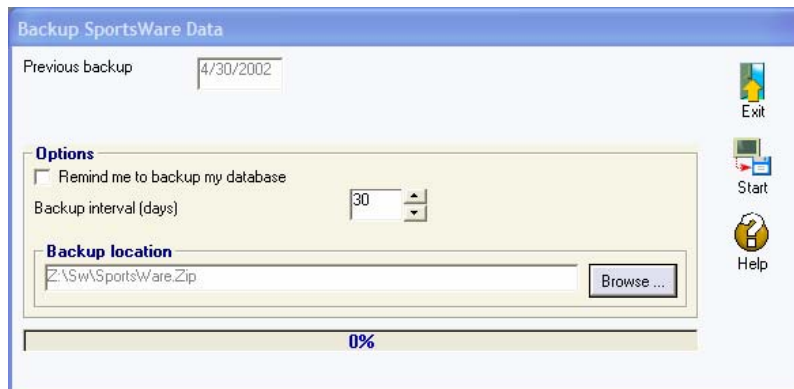 Backup SportsWare Data
Previous backup 4/30/2002
Exit
Options
Remind me to backup my database
Start
Backup interval (days) 30
Help
Backup location
Z:\Sw\SportsWare.Zip Browse ...
0%